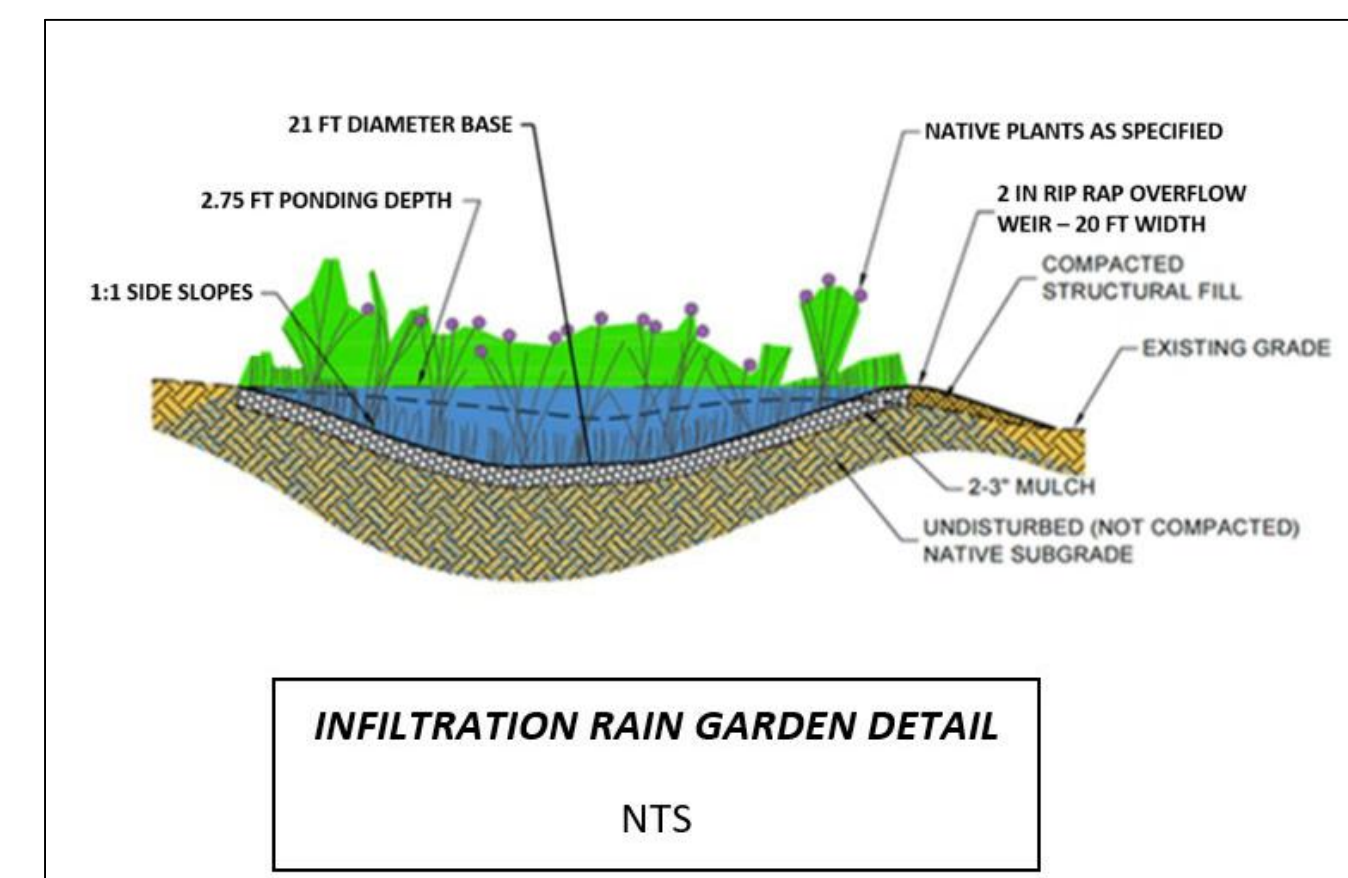 21 FT DIAMETER BASE
NATIVE PLANTS AS SPECIFIED
2.75 FT PONDING DEPTH
2 IN RIP RAP OVERFLOW
WEIR – 20 FT WIDTH
COMPACTED
STRUCTURAL FILL
1:1 SIDE SLOPES
EXISTING GRADE
2-3" MULCH
UNDISTURBED (NOT COMPACTED)
NATIVE SUBGRADE
INFILTRATION RAIN GARDEN DETAIL
NTS